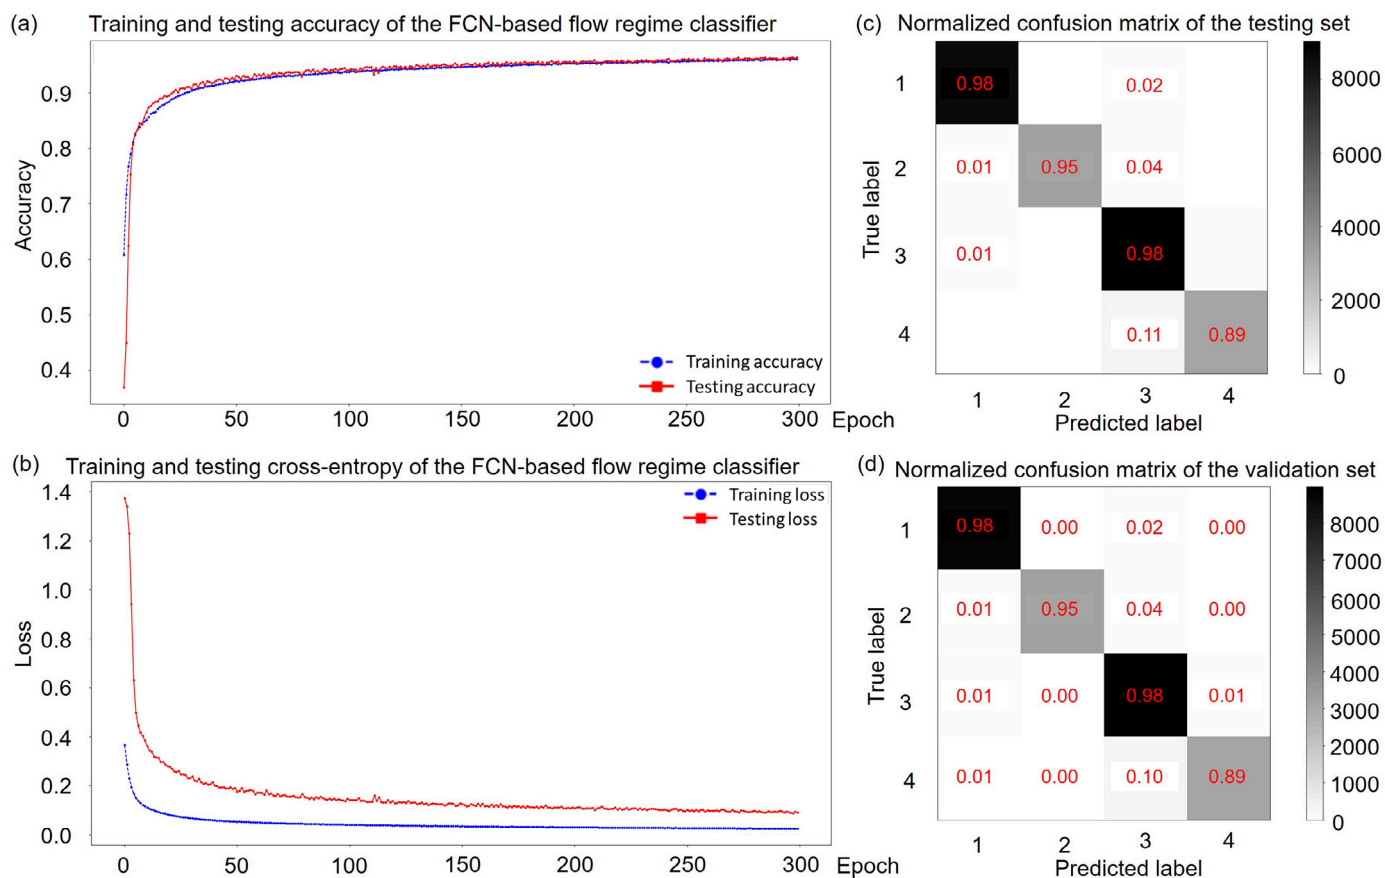 (a) Training and testing accuracy of the FCN-based flow regime classifier
Accuracy
0.9
0.8
0.7
0.6
0.5
0.4
Training accuracy
Testing accuracy
0 50 100 150 200 250 300 Epoch
(c) Normalized confusion matrix of the testing set
True label
1 0.98 0.02
2 0.01 0.95 0.04
3 0.01 0.98
4 0.11 0.89
1 2 3 4
Predicted label
8000
6000
4000
2000
0
(b) Training and testing cross-entropy of the FCN-based flow regime classifier
Loss
1.4
1.2
1.0
0.8
0.6
0.4
0.2
0.0
Training loss
Testing loss
0 50 100 150 200 250 300 Epoch
(d) Normalized confusion matrix of the validation set
True label
1 0.98 0.00 0.02 0.00
2 0.01 0.95 0.04 0.00
3 0.01 0.00 0.98 0.01
4 0.01 0.00 0.10 0.89
1 2 3 4
Predicted label
8000
7000
6000
5000
4000
3000
2000
1000
0